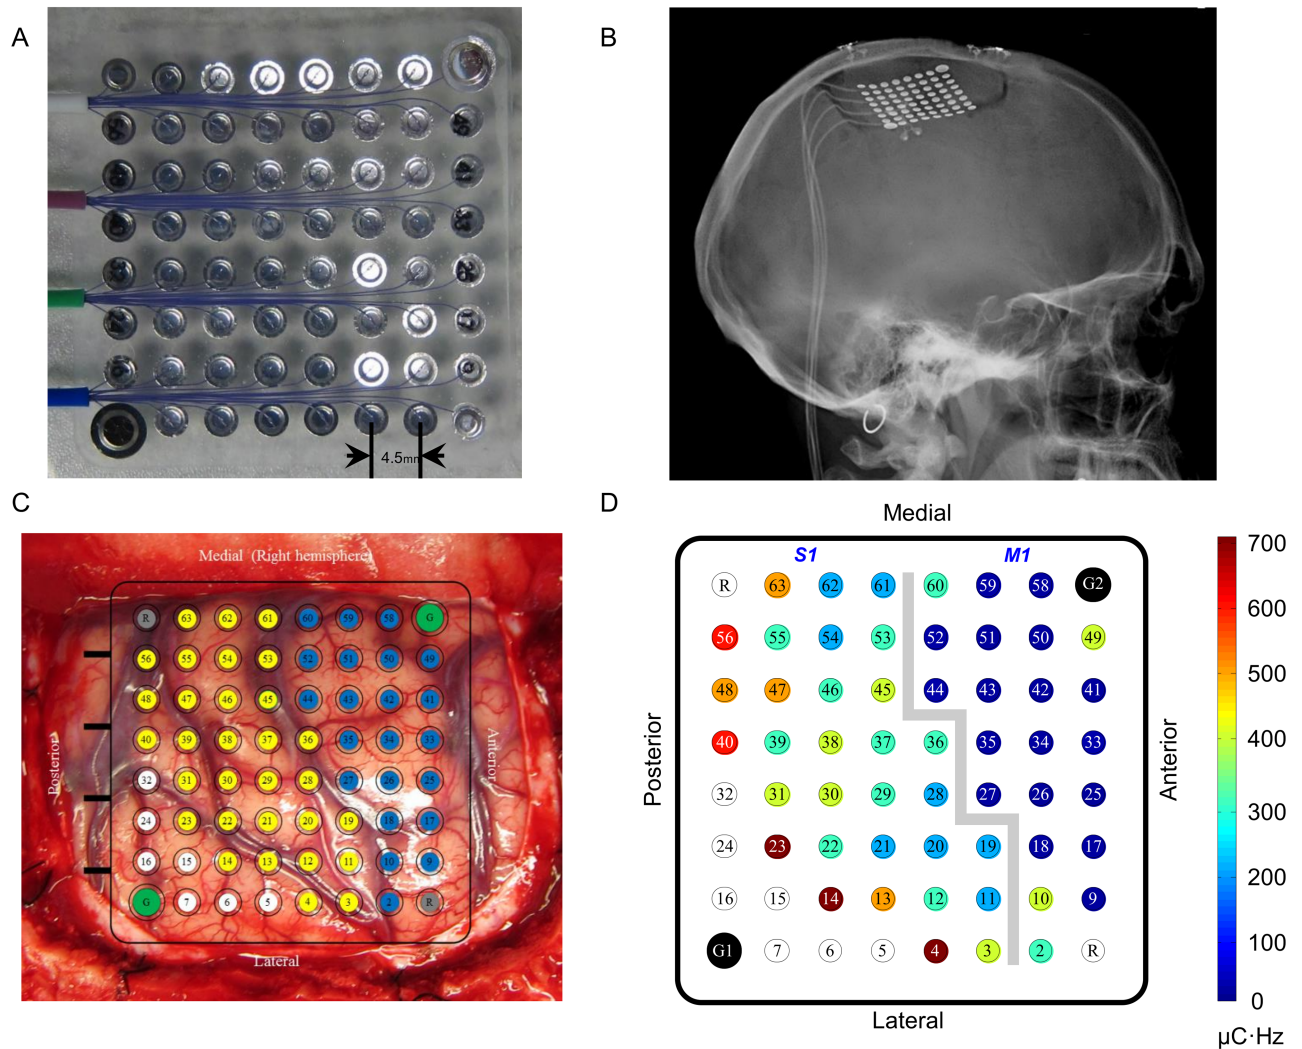 A
4.5mm
B
C
Medial (Right hemisphere)
R 63 62 61 60 59 58 G
56 55 54 53 52 51 50 49
48 47 46 45 44 43 42 41
40 39 38 37 36 35 34 33
32 31 30 29 28 27 26 25
24 23 22 21 20 19 18 17
16 15 14 13 12 11 10 9
G 7 6 5 4 3 2 R
Posterior
Anterior
Lateral
D
Medial
S1 M1
R 63 62 61 60 59 58 G2
56 55 54 53 52 51 50 49
48 47 46 45 44 43 42 41
40 39 38 37 36 35 34 33
32 31 30 29 28 27 26 25
24 23 22 21 20 19 18 17
16 15 14 13 12 11 10 9
G1 7 6 5 4 3 2 R
Posterior
Anterior
Lateral
700
600
500
400
300
200
100
0
µC·Hz